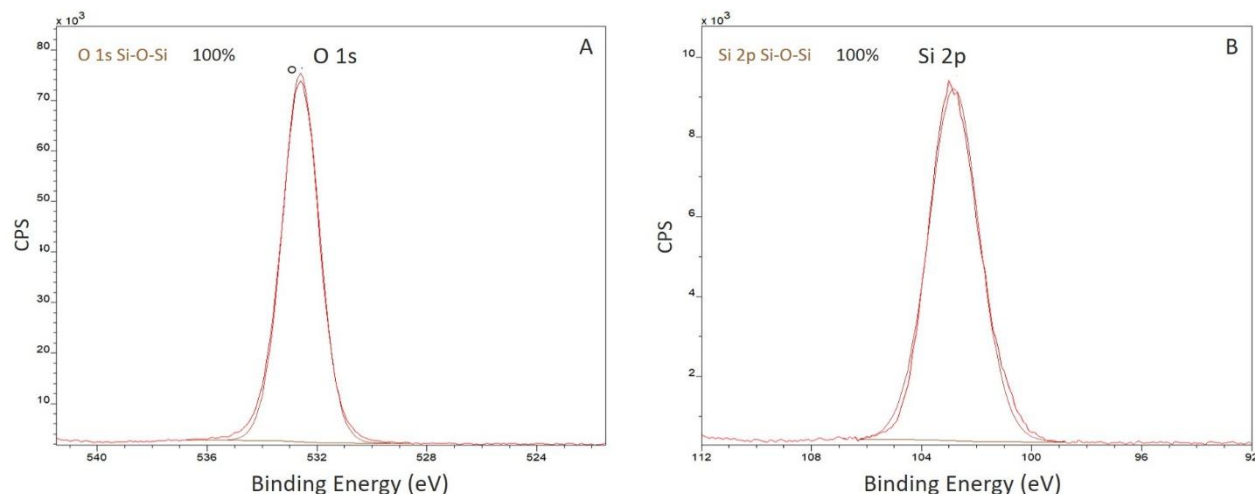 x 10³
O 1s Si-O-Si 100% O 1s A
80
70
60
50
40
30
20
10
CPS
540 536 532 528 524
Binding Energy (eV)
x 10³
Si 2p Si-O-Si 100% Si 2p B
10
8
6
4
2
CPS
112 108 104 100 96 92
Binding Energy (eV)